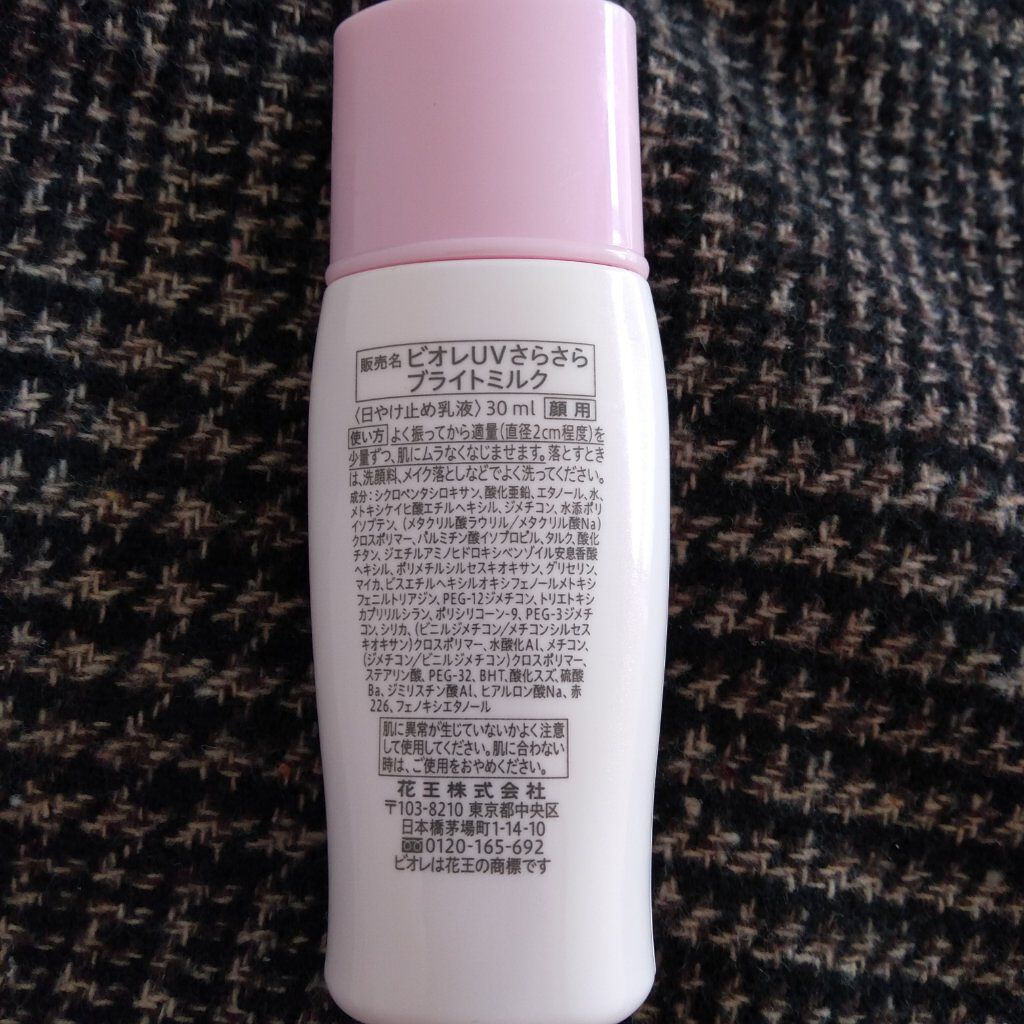 販売名 ビオレUVさらさら
ブライトミルク
〈日やけ止め乳液〉30 ml 顔用
使い方 よく振ってから適量(直径2cm程度)を
少量ずつ、肌にムラなくなじませます。落とすとき
は、洗顔料、メイク落としなどでよく洗ってください。
成分:シクロペンタシロキサン、酸化亜鉛、エタノール、水、
メトキシケイヒ酸エチルヘキシル、ジメチコン、水添ポリ
イソブテン、(メタクリル酸ラウリル/メタクリル酸Na)
クロスポリマー、パルミチン酸イソプロピル、タルク、酸化
チタン、ジエチルアミノヒドロキシベンゾイル安息香酸
ヘキシル、ポリメチルシルセスキオキサン、グリセリン、
マイカ、ビスエチルヘキシルオキシフェノールメトキシ
フェニルトリアジン、PEG-12ジメチコン、トリエトキシ
カプリリルシラン、ポリシリコーン-9、PEG-3ジメチ
コン、シリカ、(ビニルジメチコン/メチコンシルセス
キオキサン)クロスポリマー、水酸化Al、メチコン、
(ジメチコン/ビニルジメチコン)クロスポリマー、
ステアリン酸、PEG-32、BHT、酸化スズ、硫酸
Ba、ジミリスチン酸Al、ヒアルロン酸Na、赤
226、フェノキシエタノール
肌に異常が生じていないかよく注意
して使用してください。肌に合わない
時は、ご使用をおやめください。
花王株式会社
〒103-8210 東京都中央区
日本橋茅場町1-14-10
0120-165-692
ビオレは花王の商標です